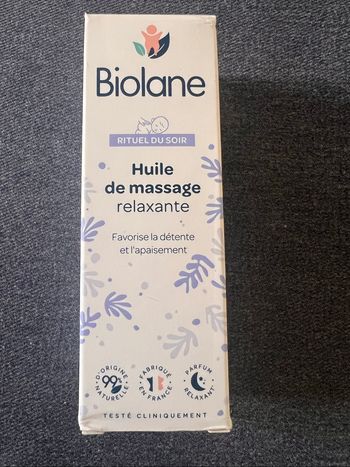 Biolane
RITUEL DU SOIR
Huile
de massage
relaxante
Favorise la détente
et l'apaisement
D'ORIGINE
99%
NATURELLE
FABRIQUÉ
EN FRANCE
PARFUM
RELAXANT
TESTÉ CLINIQUEMENT